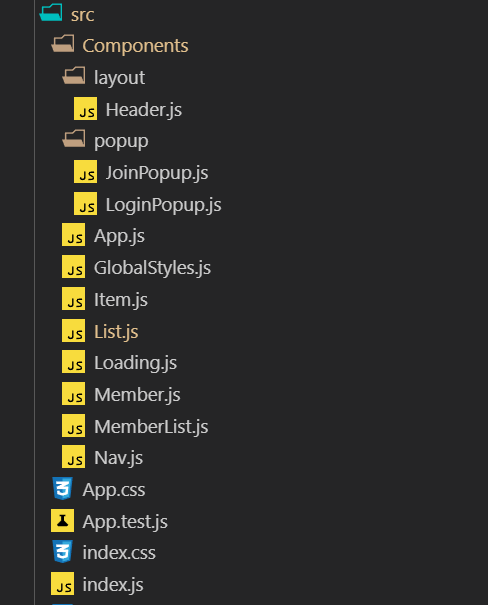 src
Components
layout
JS Header.js
popup
JS JoinPopup.js
JS LoginPopup.js
JS App.js
JS GlobalStyles.js
JS Item.js
JS List.js
JS Loading.js
JS Member.js
JS MemberList.js
JS Nav.js
App.css
App.test.js
index.css
JS index.js